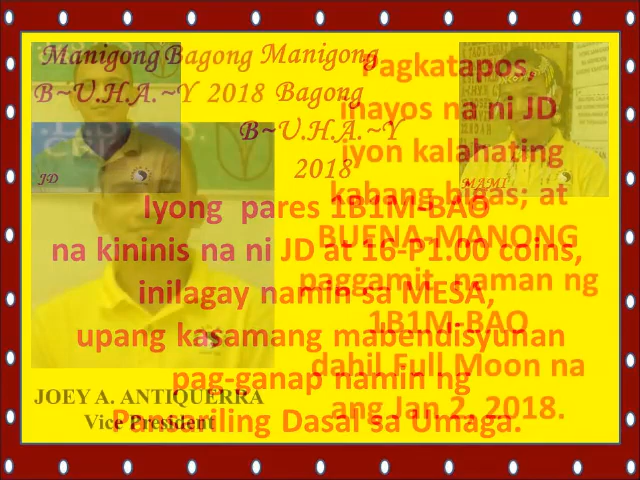 Manigong Bagong Manigong
B~U.H.A.~Y 2018 Bagong
B~U.H.A.~Y
2018
JD
MAMI
Pagkatapos,
inayos na ni JD
iyon kalahating
kabang bigas; at
BUENA-MANONG
paggamit naman ng
1B1M-BAO
dahil Full Moon na
ang Jan 2, 2018.
Iyong pares 1B1M-BAO
na kininis na ni JD at 16-P1.00 coins,
inilagay namin sa MESA,
upang kasamang mabendisyunan
pag-ganap namin ng
Pansariling Dasal sa Umaga.
JOEY A. ANTIQUERRA
Vice President